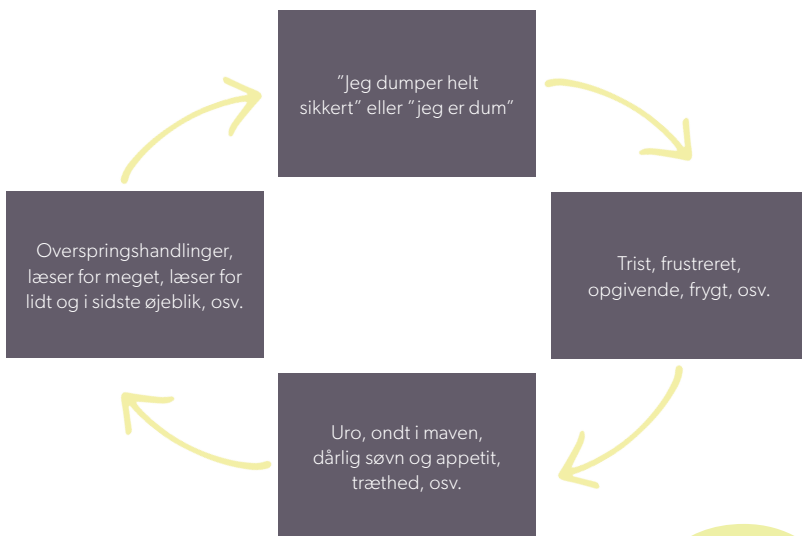 ”Jeg dumper helt
sikkert” eller ”jeg er dum”
Trist, frustreret,
opgivende, frygt, osv.
Uro, ondt i maven,
dårlig søvn og appetit,
træthed, osv.
Overspringshandlinger,
læser for meget, læser for
lidt og i sidste øjeblik, osv.